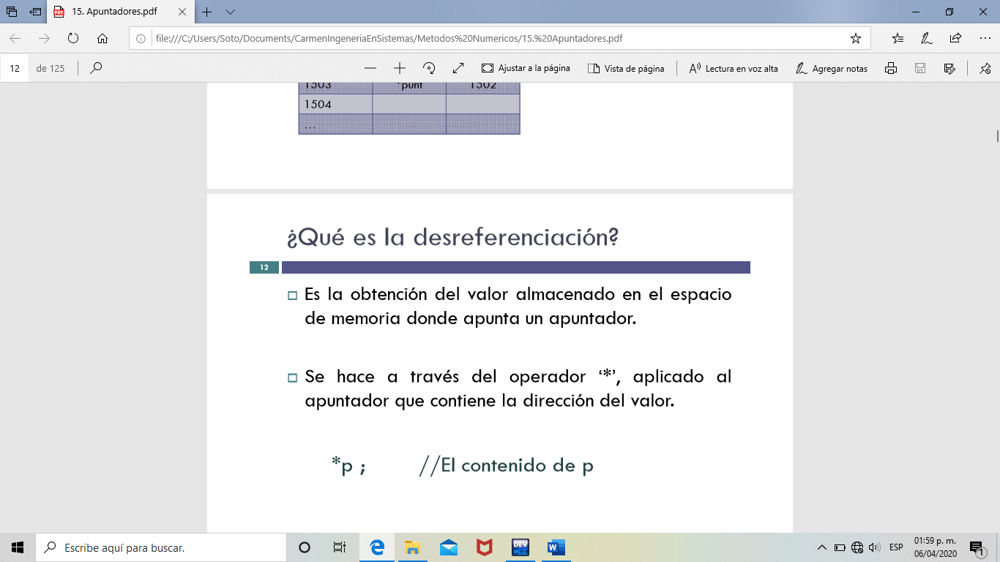 15. Apuntadores.pdf
file:///C:/Users/Soto/Documents/CarmenIngeneriaEnSistemas/Metodos%20Numericos/15.%20Apuntadores.pdf
12 de 125 Ajustar a la página Vista de página Lectura en voz alta Agregar notas
1503 *punt 1502
1504
...
¿Qué es la desreferenciación?
12
Es la obtención del valor almacenado en el espacio
de memoria donde apunta un apuntador.
Se hace a través del operador ‘*’, aplicado al
apuntador que contiene la dirección del valor.
*p ; //El contenido de p
Escribe aquí para buscar.
DEV C++
ESP
01:59 p. m.
06/04/2020
1